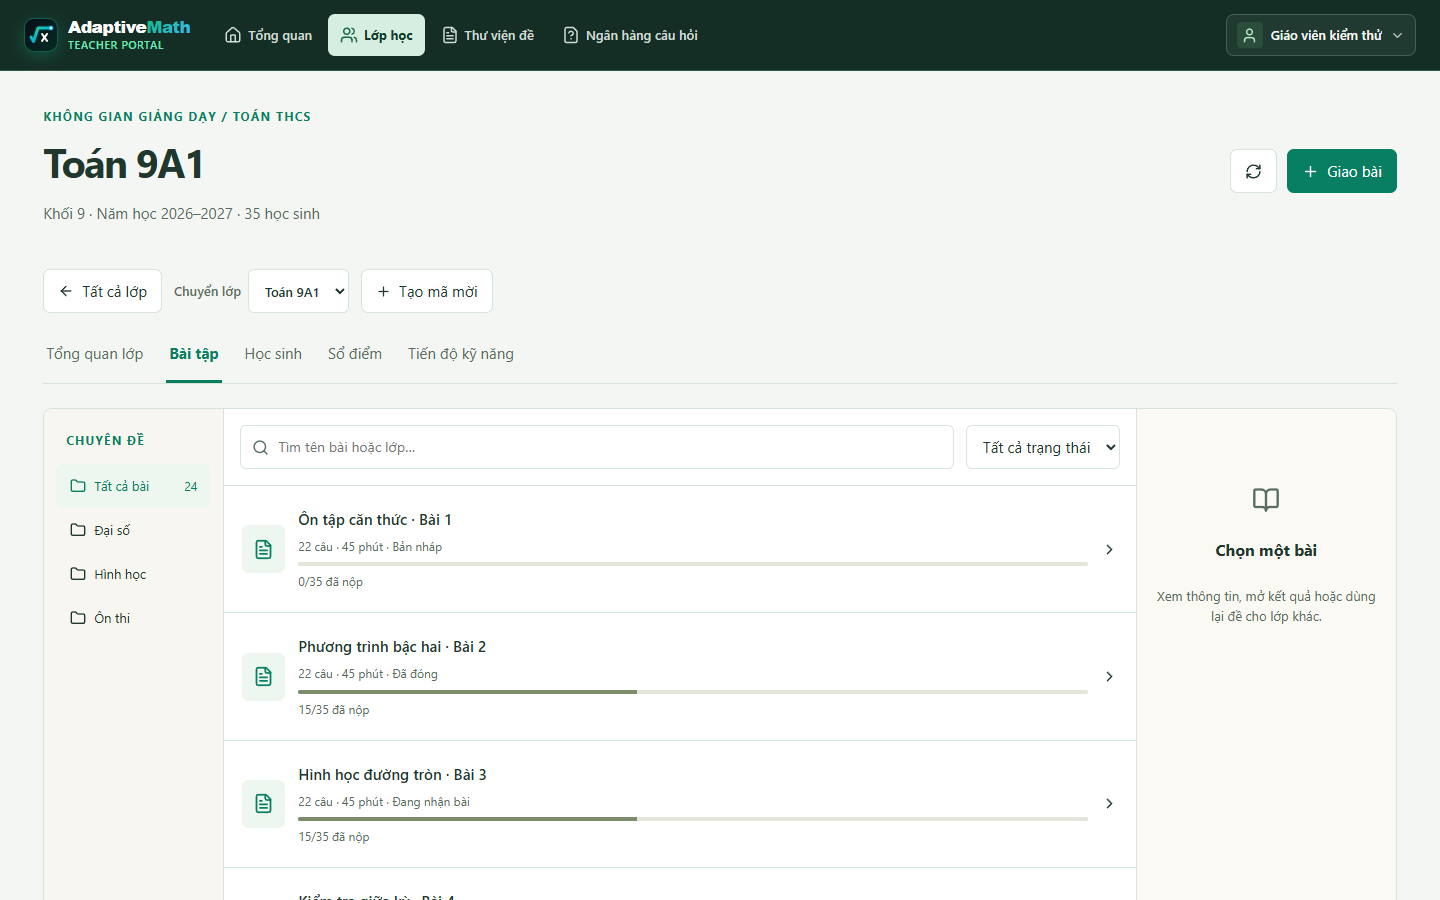 AdaptiveMath
TEACHER PORTAL
Tổng quan
Lớp học
Thư viện đề
Ngân hàng câu hỏi
Giáo viên kiểm thử
KHÔNG GIAN GIẢNG DẠY / TOÁN THCS
Toán 9A1
Khối 9 · Năm học 2026–2027 · 35 học sinh
Giao bài
Tất cả lớp
Chuyển lớp
Toán 9A1
Tạo mã mời
Tổng quan lớp
Bài tập
Học sinh
Sổ điểm
Tiến độ kỹ năng
CHUYÊN ĐỀ
Tất cả bài 24
Đại số
Hình học
Ôn thi
Tìm tên bài hoặc lớp...
Tất cả trạng thái
Ôn tập căn thức · Bài 1
22 câu · 45 phút · Bản nháp
0/35 đã nộp
Phương trình bậc hai · Bài 2
22 câu · 45 phút · Đã đóng
15/35 đã nộp
Hình học đường tròn · Bài 3
22 câu · 45 phút · Đang nhận bài
15/35 đã nộp
Kiểm tra giữa kỳ · Bài 4
Chọn một bài
Xem thông tin, mở kết quả hoặc dùng
lại đề cho lớp khác.